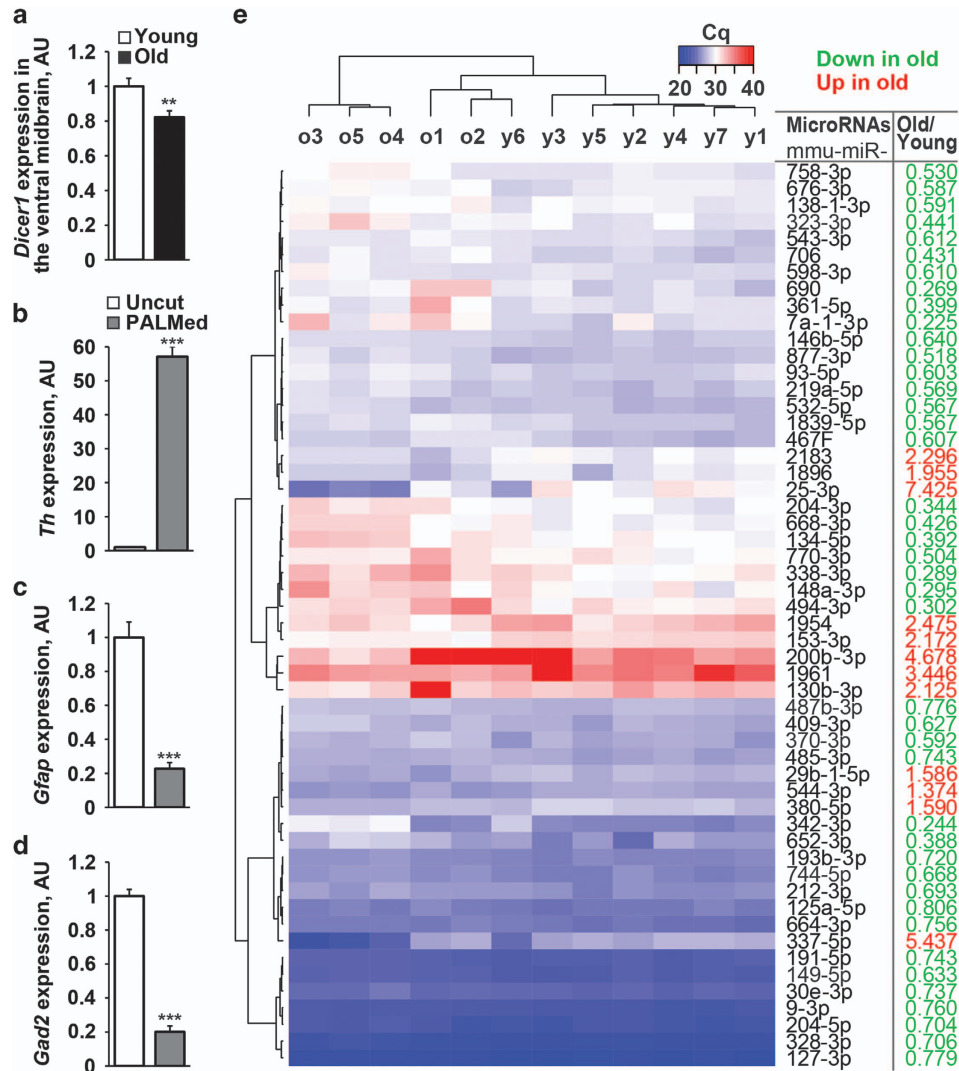 a
Young
Old
Dicer1 expression in
the ventral midbrain, AU
1.2
1
0.8
0.6
0.4
0.2
0
**
b
Uncut
PALMed
Th expression, AU
60
50
40
30
20
10
0
***
c
Gfap expression, AU
1.2
1
0.8
0.6
0.4
0.2
0
***
d
Gad2 expression, AU
1.2
1
0.8
0.6
0.4
0.2
0
***
e
Cq
20 30 40
Down in old
Up in old
o3 o5 o4 o1 o2 y6 y3 y5 y2 y4 y7 y1
MicroRNAs
mmu-miR-
Old/
Young
758-3p 0.530
676-3p 0.587
138-1-3p 0.591
323-3p 0.441
543-3p 0.612
706 0.431
598-3p 0.610
690 0.269
361-5p 0.399
7a-1-3p 0.225
146b-5p 0.640
877-3p 0.518
93-5p 0.603
219a-5p 0.569
532-5p 0.567
1839-5p 0.567
467F 0.607
2183 2.296
1896 1.955
25-3p 7.425
204-3p 0.344
668-3p 0.426
134-5p 0.392
770-3p 0.504
338-3p 0.289
148a-3p 0.295
494-3p 0.302
1954 2.475
153-3p 2.172
200b-3p 4.678
1961 3.446
130b-3p 2.125
487b-3p 0.776
409-3p 0.627
370-3p 0.592
485-3p 0.743
29b-1-5p 1.586
544-3p 1.374
380-5p 1.590
342-3p 0.244
652-3p 0.388
193b-3p 0.720
744-5p 0.668
212-3p 0.693
125a-5p 0.806
664-3p 0.756
337-5p 5.437
191-5p 0.743
149-5p 0.633
30e-3p 0.737
9-3p 0.760
204-5p 0.704
328-3p 0.706
127-3p 0.779